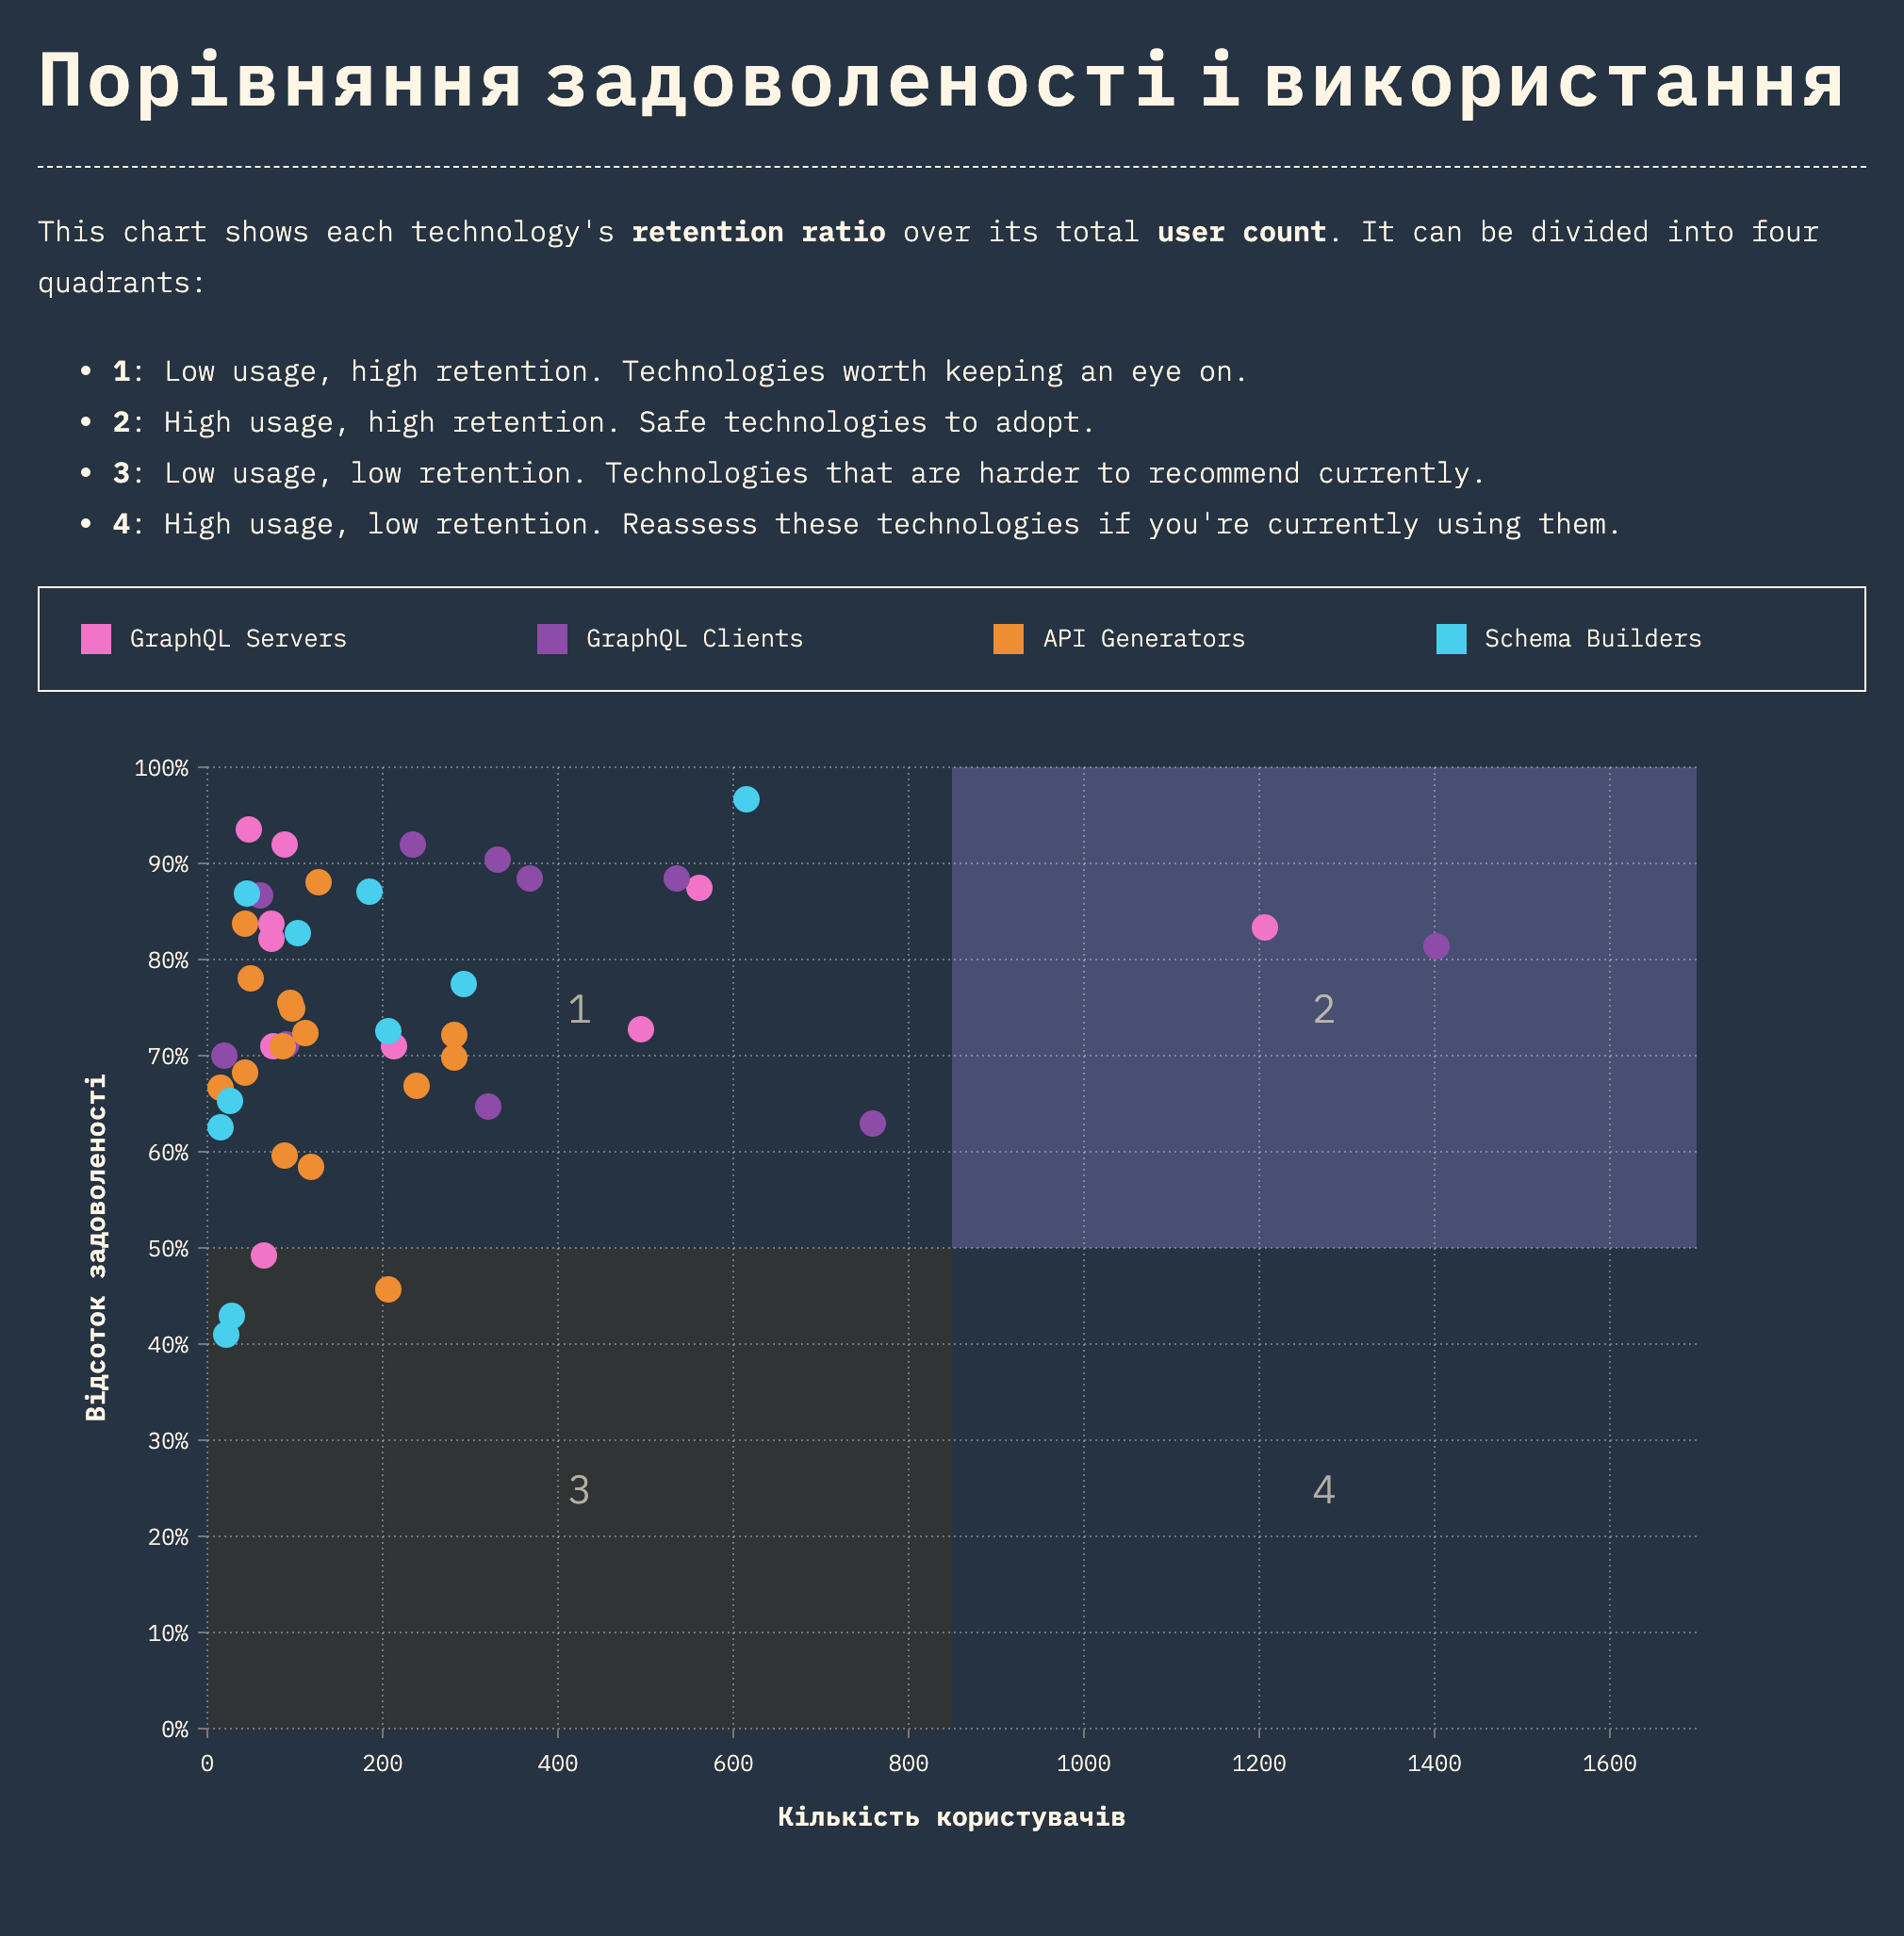 Порівняння задоволеності і використання
This chart shows each technology's retention ratio over its total user count. It can be divided into four
quadrants:
• 1: Low usage, high retention. Technologies worth keeping an eye on.
• 2: High usage, high retention. Safe technologies to adopt.
• 3: Low usage, low retention. Technologies that are harder to recommend currently.
• 4: High usage, low retention. Reassess these technologies if you're currently using them.
GraphQL Servers GraphQL Clients API Generators Schema Builders
100%
90%
80%
70%
60%
50%
40%
30%
20%
10%
0%
Відсоток задоволеності
1
2
3
4
0 200 400 600 800 1000 1200 1400 1600
Кількість користувачів